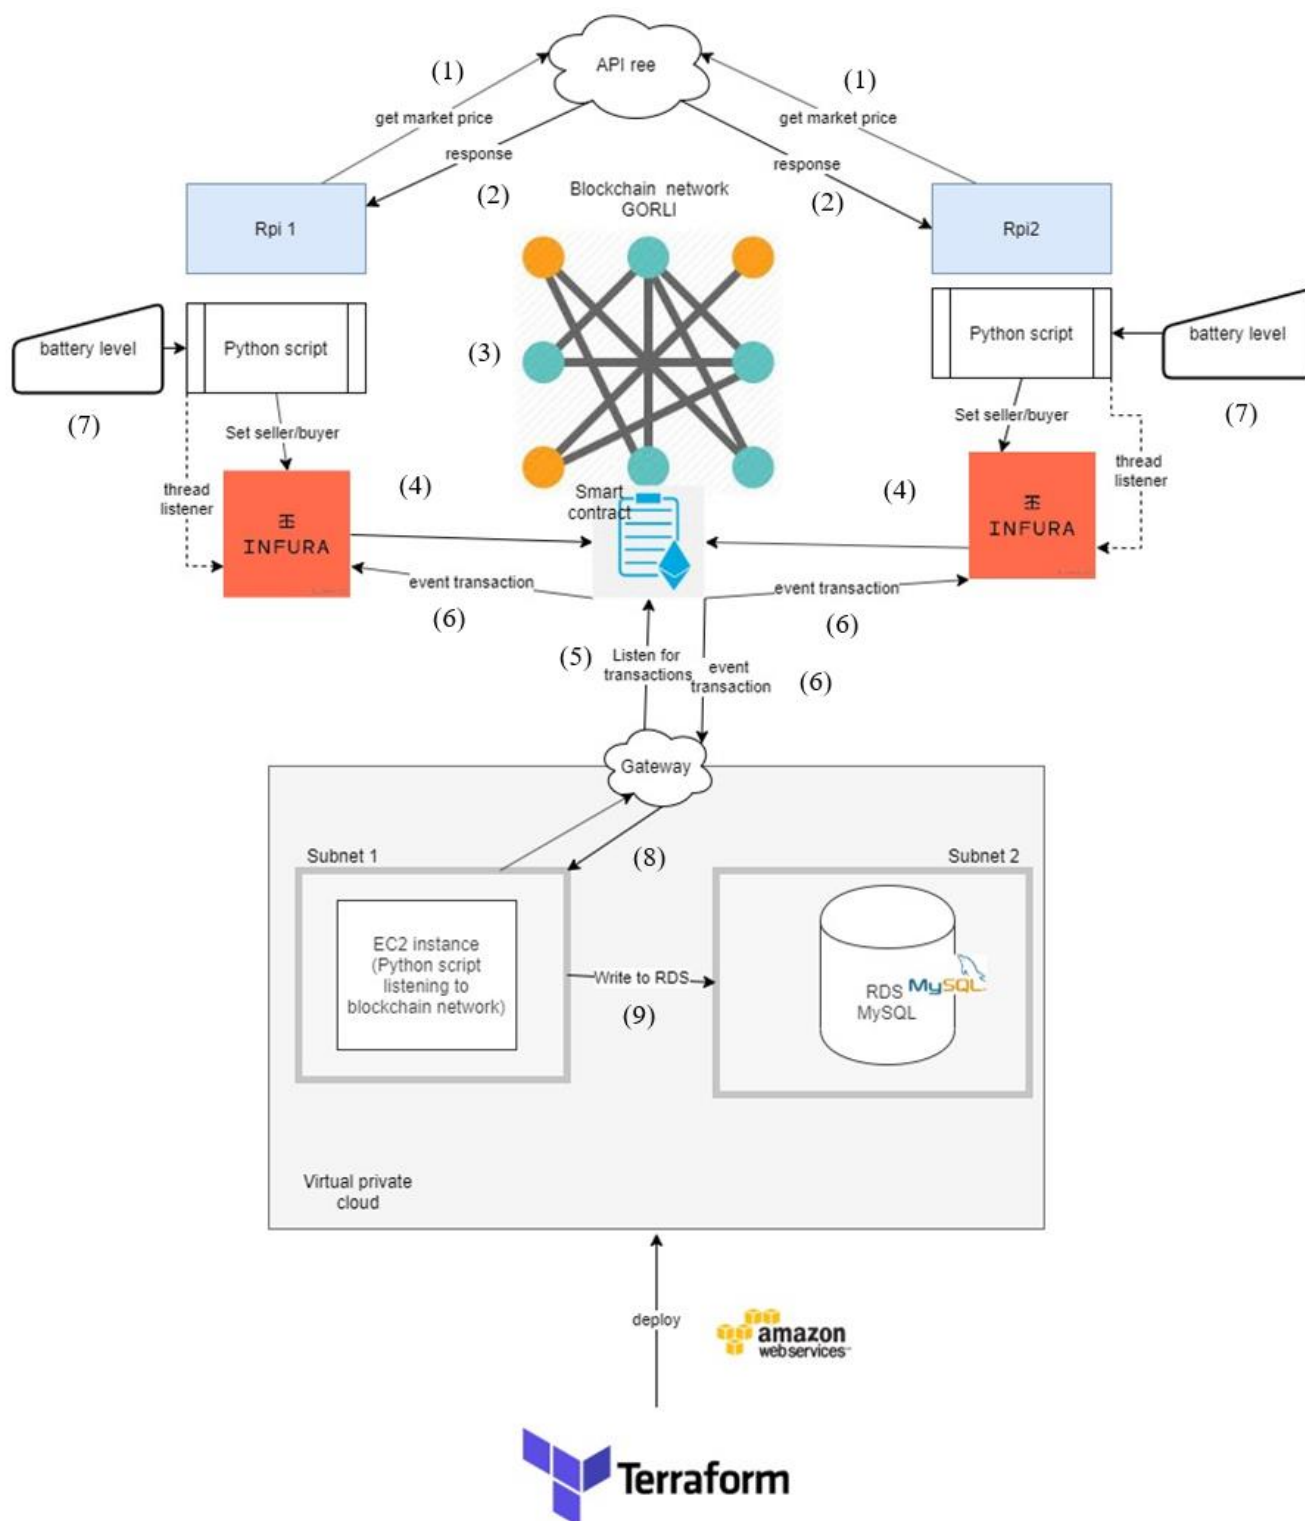 API ree
(1)
(1)
get market price
get market price
response
response
(2)
(2)
Blockchain network
GORLI
Rpi 1
Rpi2
(3)
battery level
Python script
Python script
battery level
(7)
(7)
Set seller/buyer
Set seller/buyer
thread
listener
thread
listener
(4)
(4)
Smart
contract
INFURA
INFURA
event transaction
event transaction
(6)
(6)
(5)
Listen for
transactions
event
transaction
(6)
Gateway
Subnet 1
(8)
Subnet 2
EC2 instance
(Python script
listening to
blockchain network)
Write to RDS
(9)
RDS
MySQL
MySQL
Virtual private
cloud
deploy
amazon
webservices
Terraform